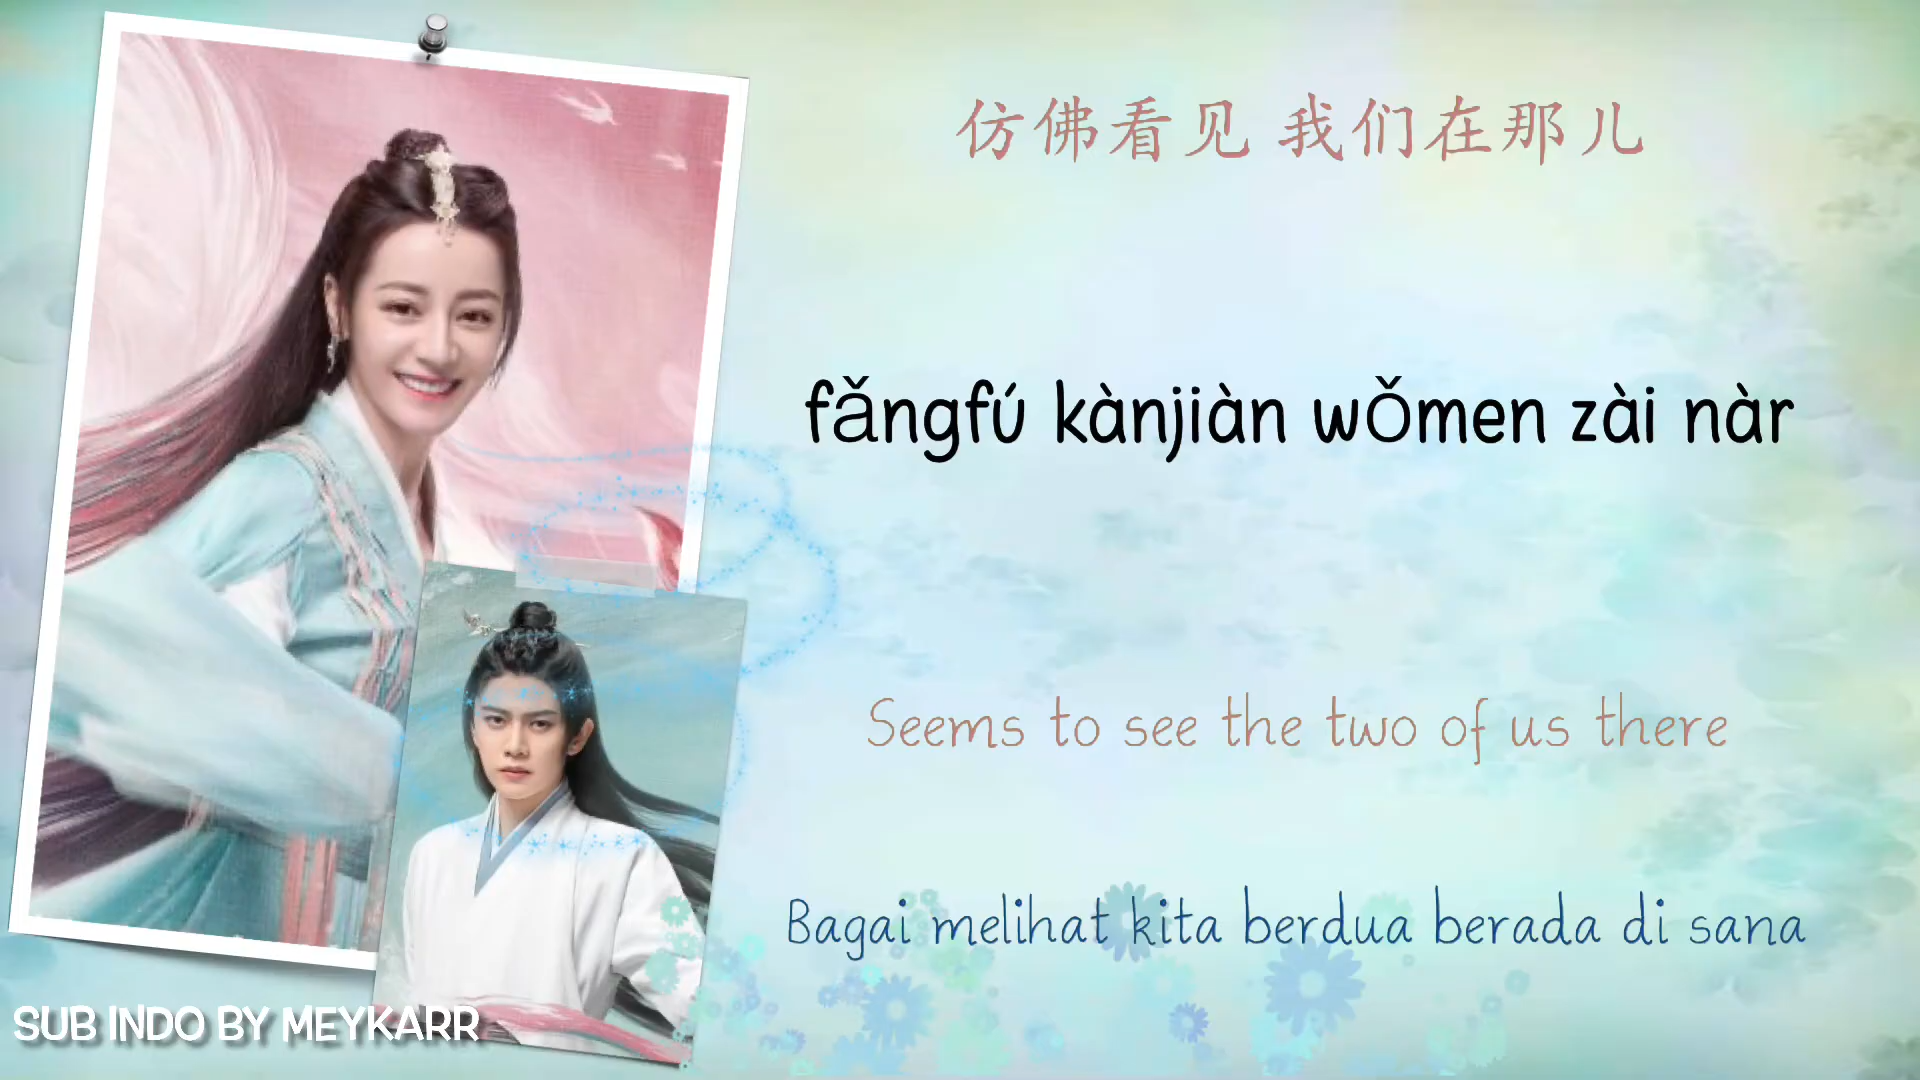 仿佛看见 我们在那儿
fǎngfú kànjiàn wǒmen zài nàr
Seems to see the two of us there
Bagai melihat kita berdua berada di sana
SUB INDO BY MEYKARR